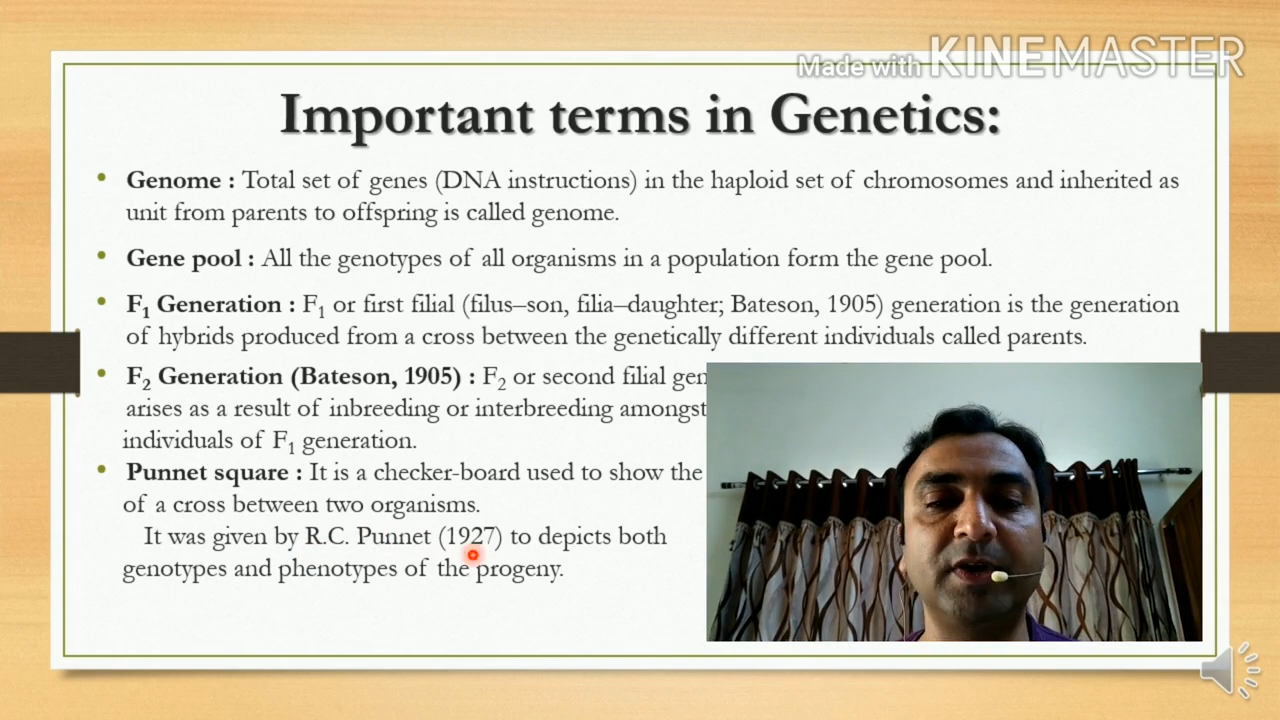 Made with KINEMASTER
Important terms in Genetics:
• Genome : Total set of genes (DNA instructions) in the haploid set of chromosomes and inherited as
unit from parents to offspring is called genome.
• Gene pool : All the genotypes of all organisms in a population form the gene pool.
• F₁ Generation : F₁ or first filial (filus–son, filia–daughter; Bateson, 1905) generation is the generation
of hybrids produced from a cross between the genetically different individuals called parents.
• F₂ Generation (Bateson, 1905) : F₂ or second filial gen
arises as a result of inbreeding or interbreeding amongst
individuals of F₁ generation.
• Punnet square : It is a checker-board used to show the
of a cross between two organisms.
It was given by R.C. Punnet (1927) to depicts both
genotypes and phenotypes of the progeny.